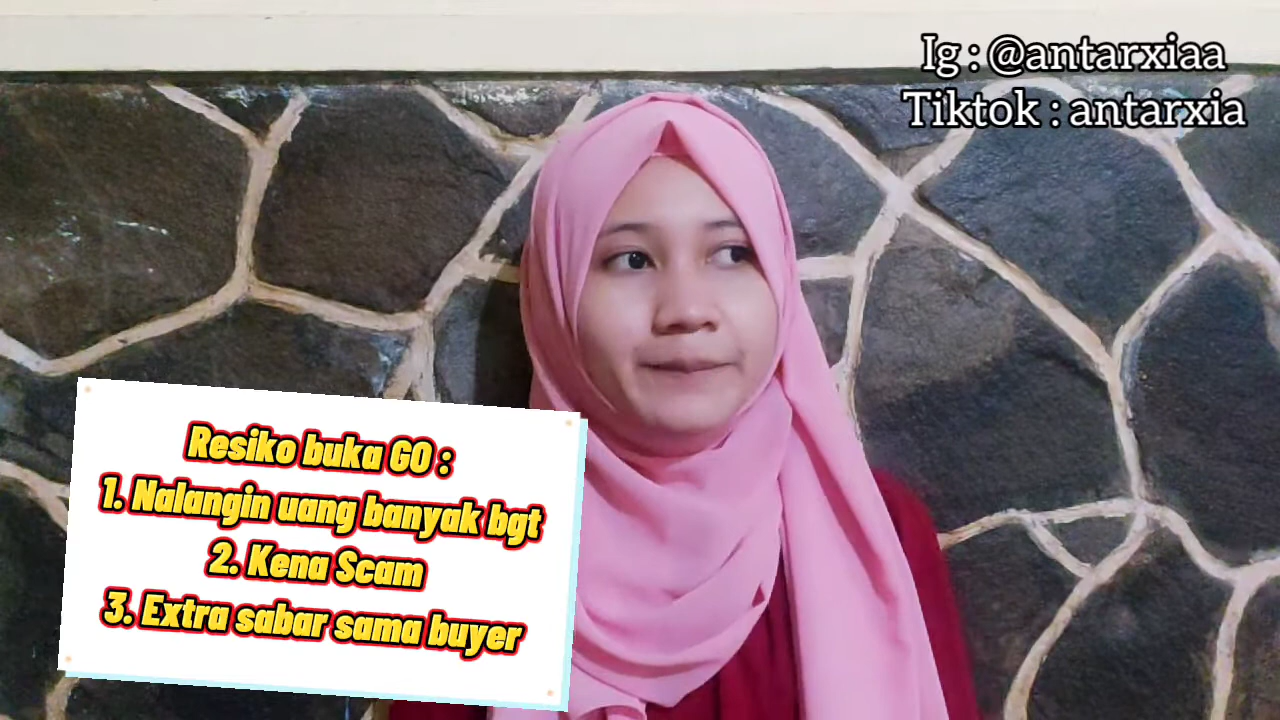 Ig : @antarxiaa
Tiktok : antarxia
Resiko buka GO :
1. Nalangin uang banyak bgt
2. Kena Scam
3. Extra sabar sama buyer